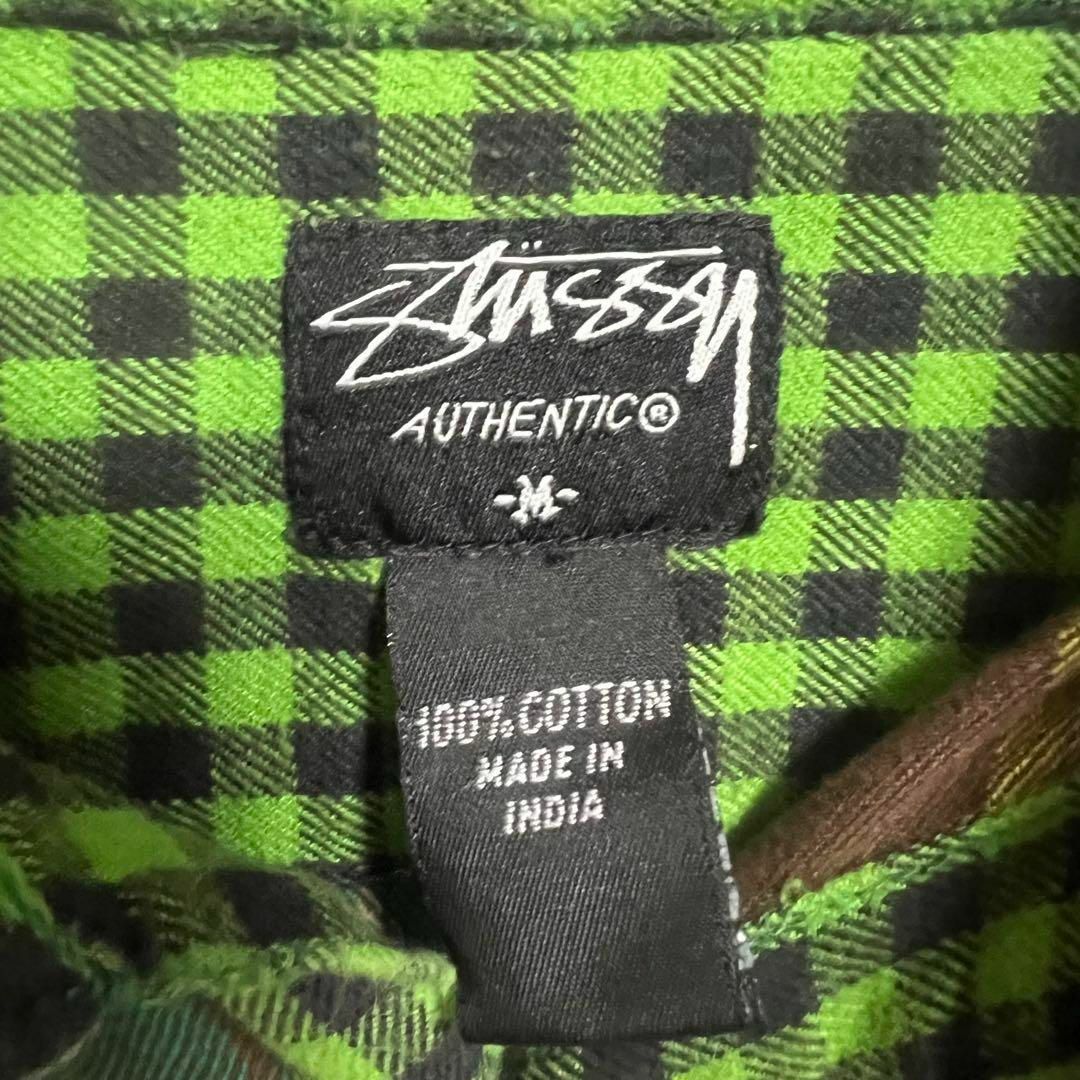 Stüssy
AUTHENTIC®
-M-
100% COTTON
MADE IN
INDIA